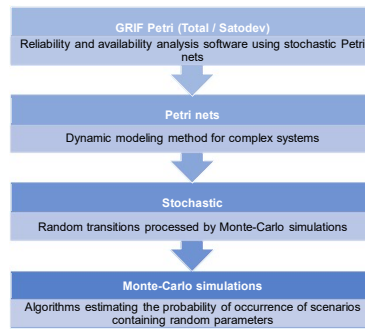 GRIF Petri (Total / Satodev)
Reliability and availability analysis software using stochastic Petri
nets
Petri nets
Dynamic modeling method for complex systems
Stochastic
Random transitions processed by Monte-Carlo simulations
Monte-Carlo simulations
Algorithms estimating the probability of occurrence of scenarios
containing random parameters